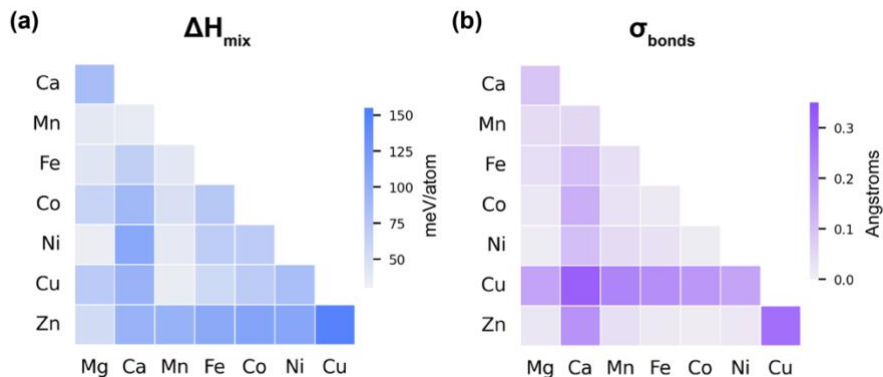 (a)
ΔHmix
Ca
Mn
Fe
Co
Ni
Cu
Zn
Mg Ca Mn Fe Co Ni Cu
150
125
100
75
50
meV/atom
(b)
σbonds
Ca
Mn
Fe
Co
Ni
Cu
Zn
Mg Ca Mn Fe Co Ni Cu
0.3
0.2
0.1
0.0
Angstroms